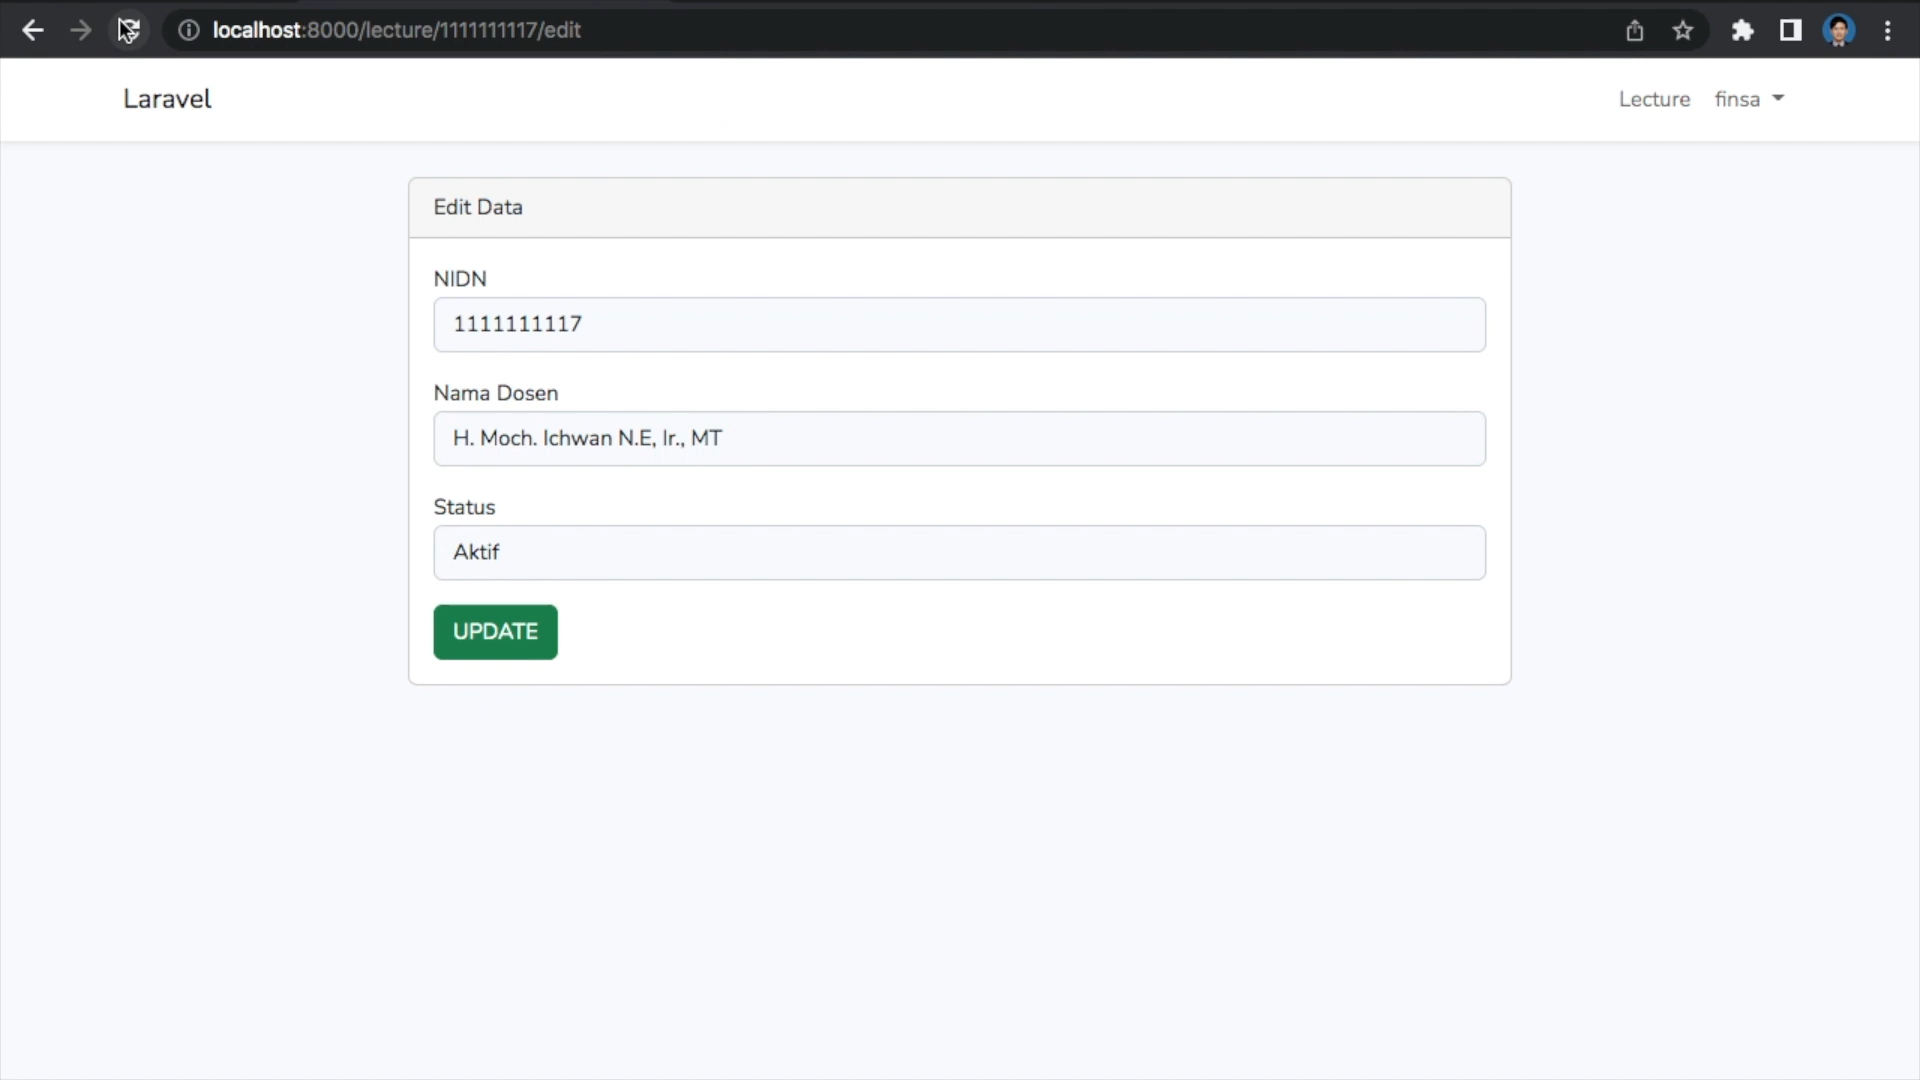 localhost:8000/lecture/1111111117/edit
Laravel
Lecture
finsa
Edit Data
NIDN
1111111117
Nama Dosen
H. Moch. Ichwan N.E, Ir., MT
Status
Aktif
UPDATE